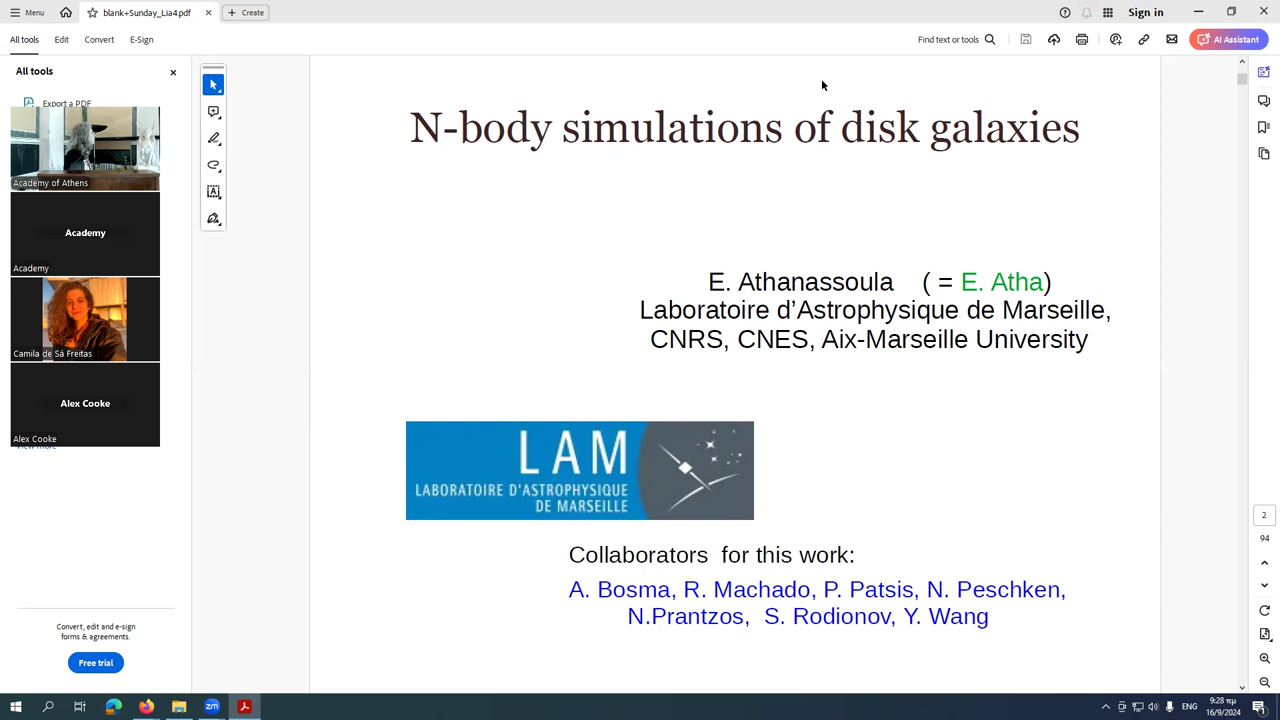 Menu
blank+Sunday_Lia4.pdf
Create
Sign in
All tools
Edit
Convert
E-Sign
Find text or tools
AI Assistant
All tools
Export a PDF
Academy of Athens
Academy
Academy
Camila de Sá Freitas
Alex Cooke
Alex Cooke
Convert, edit and e-sign
forms & agreements.
Free trial
N-body simulations of disk galaxies
E. Athanassoula ( = E. Atha)
Laboratoire d’Astrophysique de Marseille,
CNRS, CNES, Aix-Marseille University
LAM
LABORATOIRE D'ASTROPHYSIQUE
DE MARSEILLE
Collaborators for this work:
A. Bosma, R. Machado, P. Patsis, N. Peschken,
N.Prantzos, S. Rodionov, Y. Wang
2
94
zm
ENG
9:28 πμ
16/9/2024
1